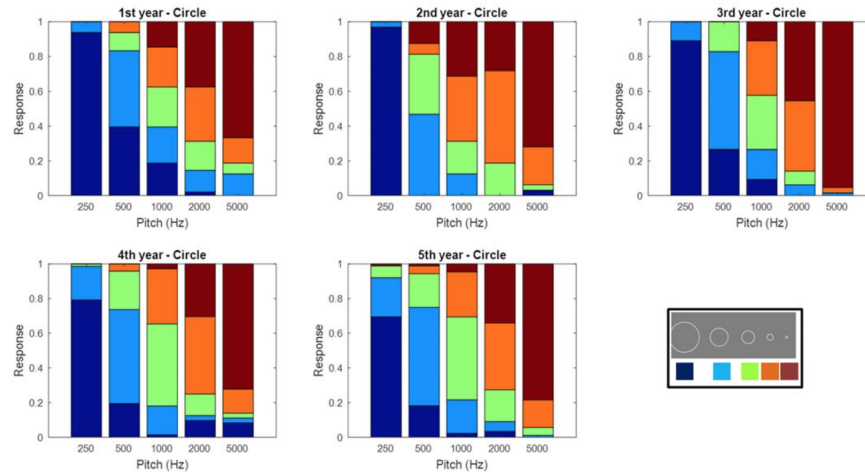 1st year - Circle
1
0.8
0.6
0.4
0.2
0
Response
250 500 1000 2000 5000
Pitch (Hz)
2nd year - Circle
1
0.8
0.6
0.4
0.2
0
Response
250 500 1000 2000 5000
Pitch (Hz)
3rd year - Circle
1
0.8
0.6
0.4
0.2
0
Response
250 500 1000 2000 5000
Pitch (Hz)
4th year - Circle
1
0.8
0.6
0.4
0.2
0
Response
250 500 1000 2000 5000
Pitch (Hz)
5th year - Circle
1
0.8
0.6
0.4
0.2
0
Response
250 500 1000 2000 5000
Pitch (Hz)